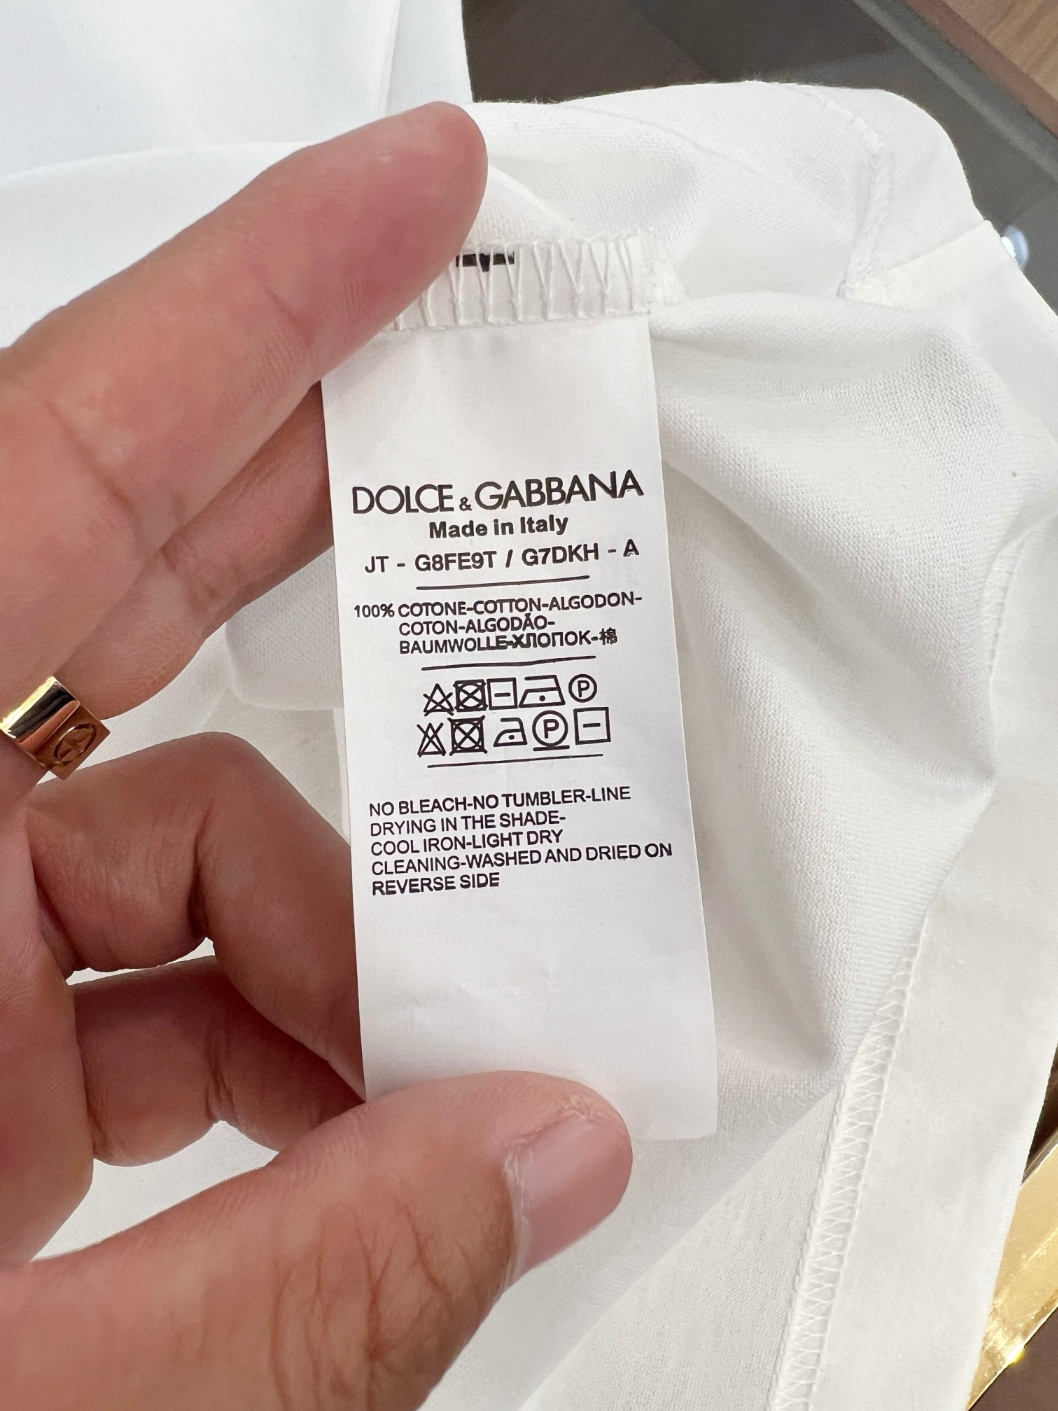 DOLCE & GABBANA
Made in Italy
JT - G8FE9T / G7DKH - A
100% COTONE-COTTON-ALGODON-
COTON-ALGODÃO-
BAUMWOLLE-ХЛОПОК-棉
P
P
NO BLEACH-NO TUMBLER-LINE
DRYING IN THE SHADE-
COOL IRON-LIGHT DRY
CLEANING-WASHED AND DRIED ON
REVERSE SIDE